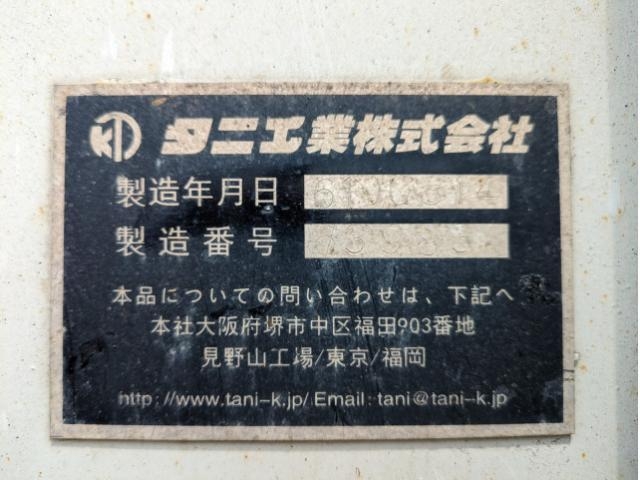 タニ工業株式会社
製造年月日
製造番号
本品についての問い合わせは、下記へ
本社大阪府堺市中区福田903番地
見野山工場/東京/福岡
http://www.tani-k.jp/ Email: tani@tani-k.jp